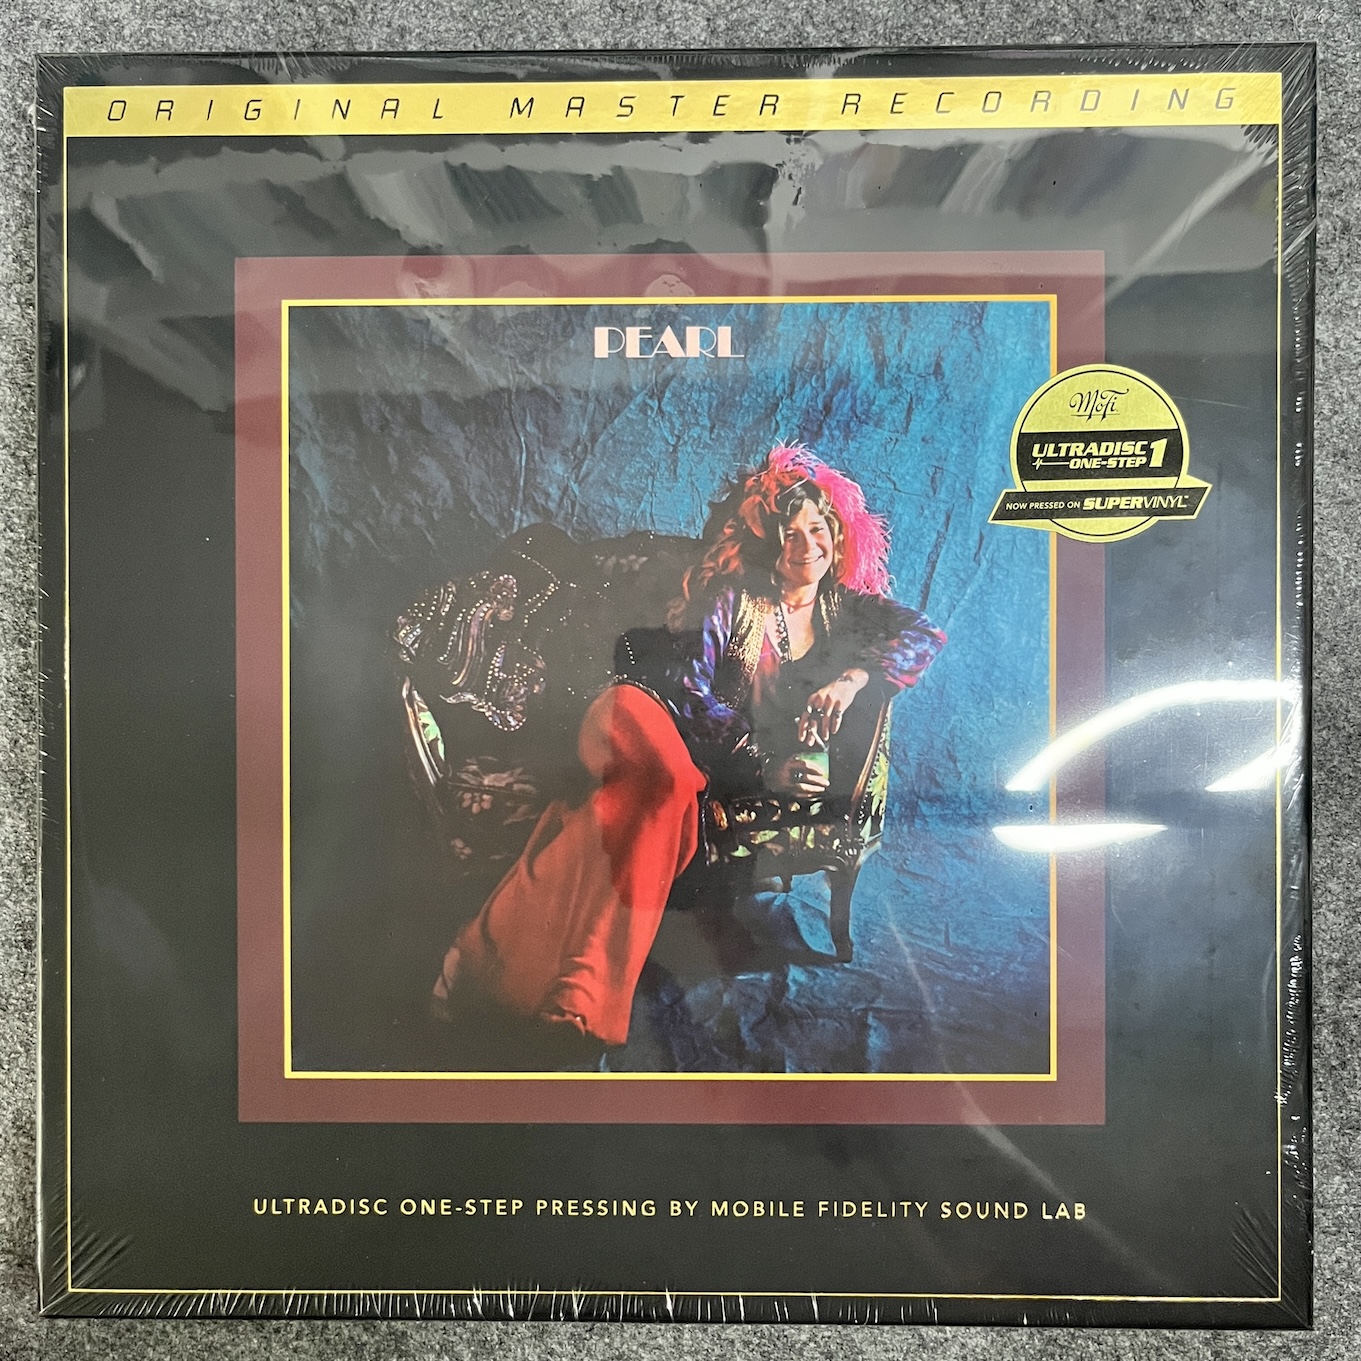 ORIGINAL MASTER RECORDING
PEARL
MoFi
ULTRADISC 1
ONE-STEP
NOW PRESSED ON SUPERVINYL™
ULTRADISC ONE-STEP PRESSING BY MOBILE FIDELITY SOUND LAB